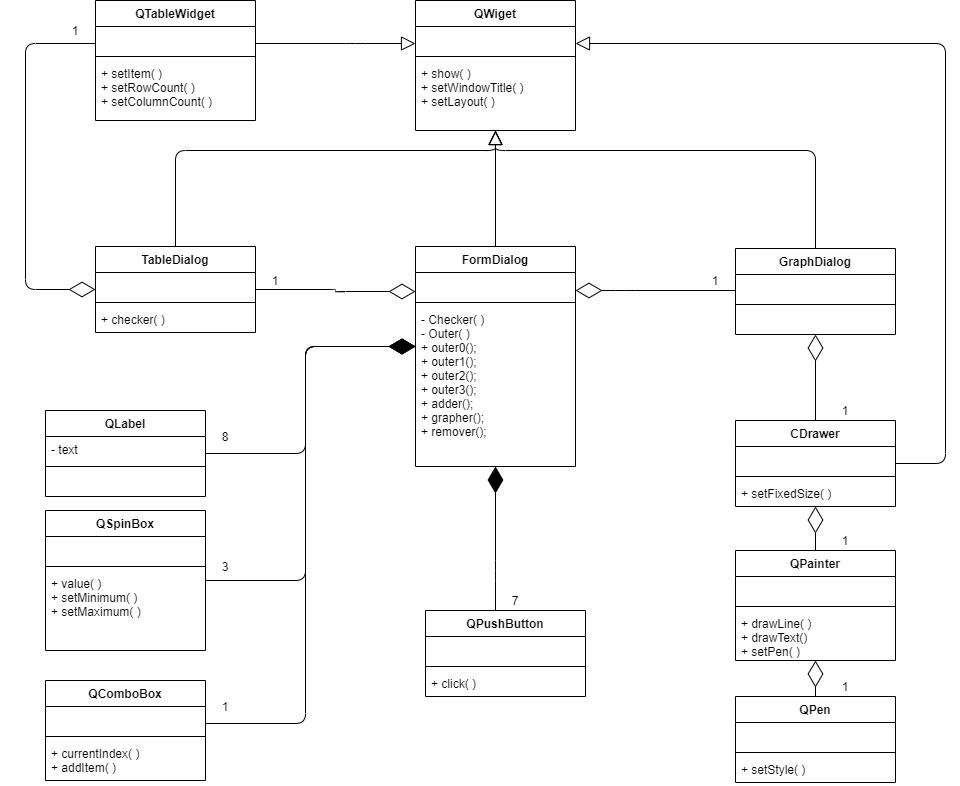 QTableWidget
+ setItem( )
+ setRowCount( )
+ setColumnCount( )
1
QWiget
+ show( )
+ setWindowTitle( )
+ setLayout( )
TableDialog
+ checker( )
1
FormDialog
- Checker( )
- Outer( )
+ outer0();
+ outer1();
+ outer2();
+ outer3();
+ adder();
+ grapher();
+ remover();
1
GraphDialog
QLabel
- text
8
QSpinBox
+ value( )
+ setMinimum( )
+ setMaximum( )
3
QComboBox
+ currentIndex( )
+ addItem( )
1
7
QPushButton
+ click( )
1
CDrawer
+ setFixedSize( )
1
QPainter
+ drawLine( )
+ drawText()
+ setPen( )
1
QPen
+ setStyle( )